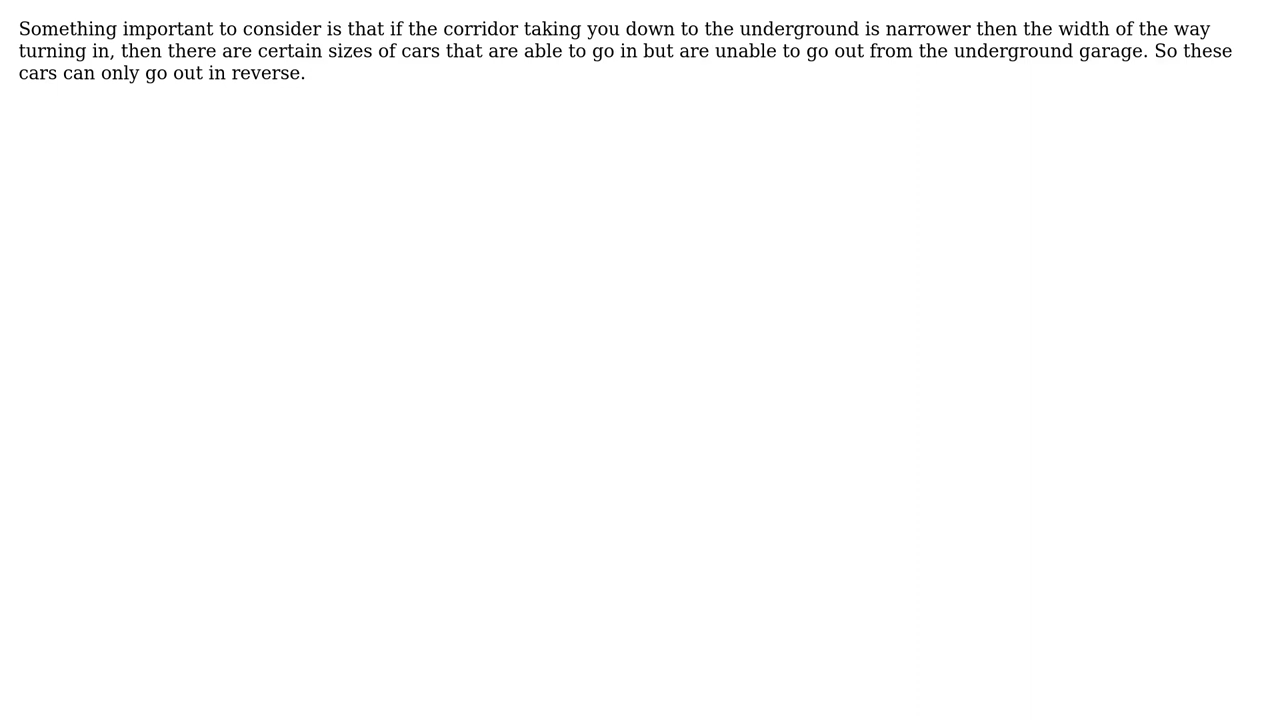 Something important to consider is that if the corridor taking you down to the underground is narrower then the width of the way
turning in, then there are certain sizes of cars that are able to go in but are unable to go out from the underground garage. So these
cars can only go out in reverse.